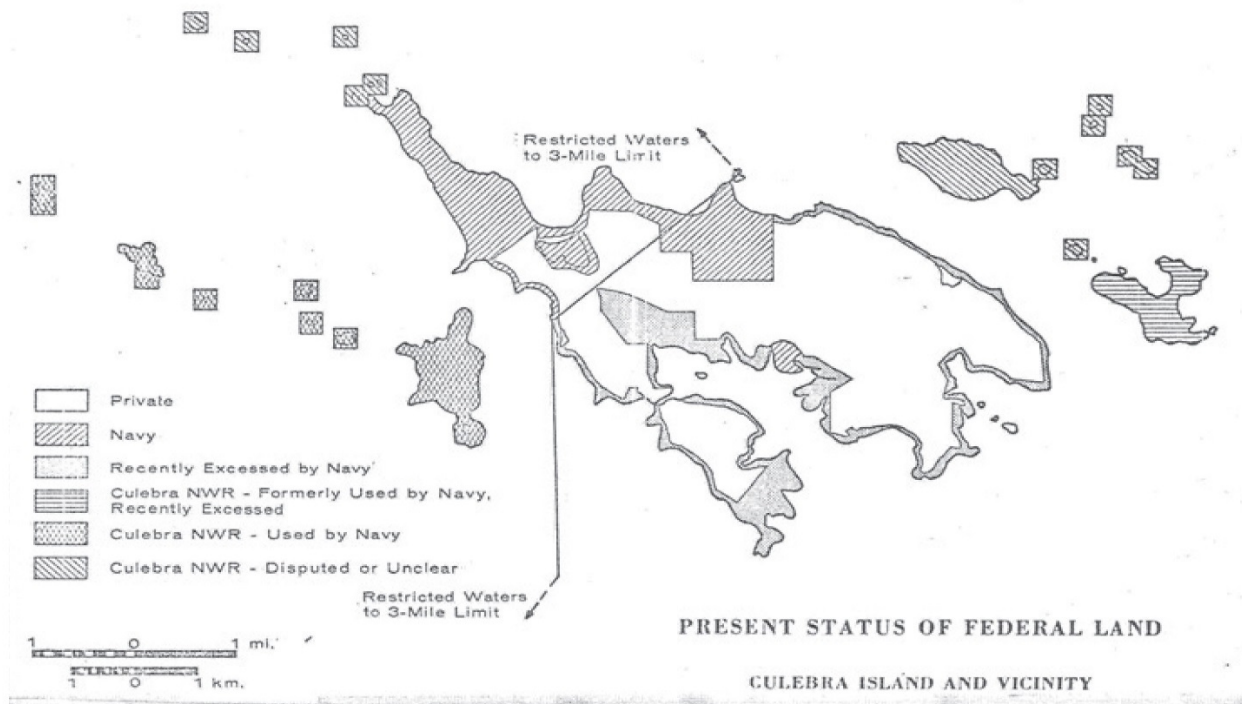 Restricted Waters
to 3-Mile Limit
Private
Navy
Recently Excessed by Navy
Culebra NWR - Formerly Used by Navy,
Recently Excessed
Culebra NWR - Used by Navy
Culebra NWR - Disputed or Unclear
Restricted Waters
to 3-Mile Limit
1 0 1 mi.
1 0 1 km.
PRESENT STATUS OF FEDERAL LAND
CULEBRA ISLAND AND VICINITY